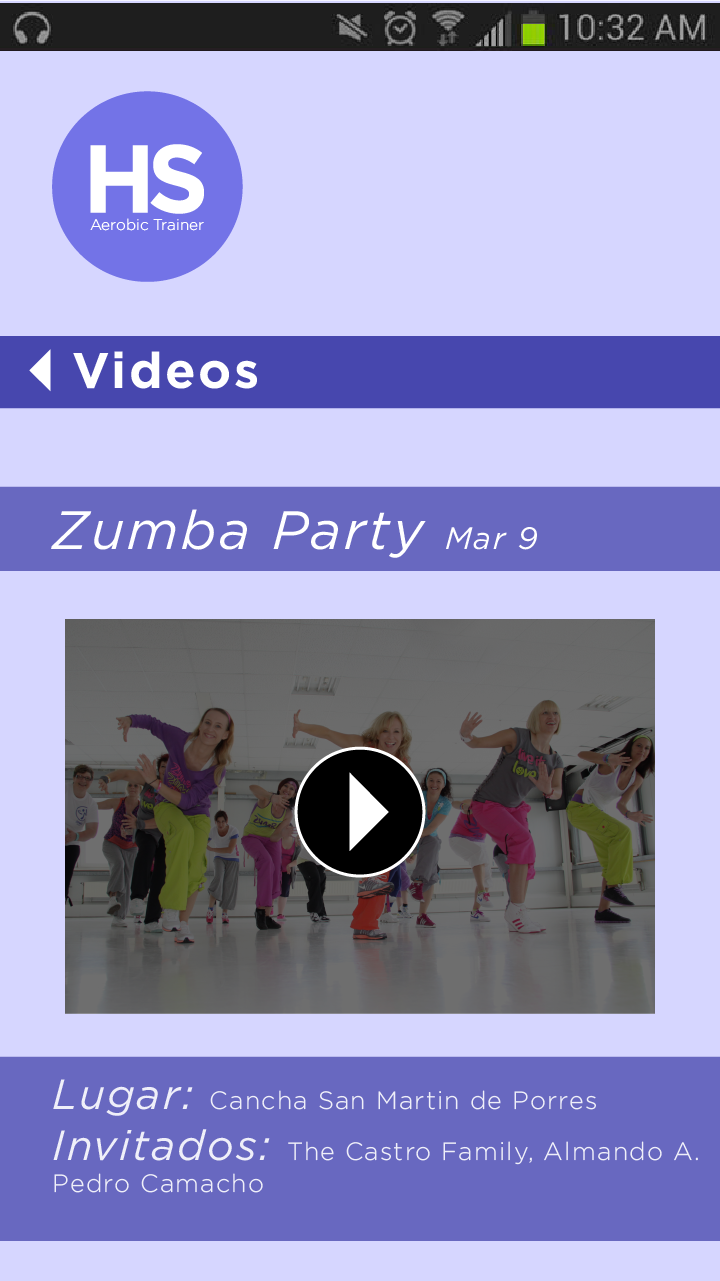 10:32 AM
HS
Aerobic Trainer
Videos
Zumba Party Mar 9
love
Lugar: Cancha San Martin de Porres
Invitados: The Castro Family, Almando A.
Pedro Camacho